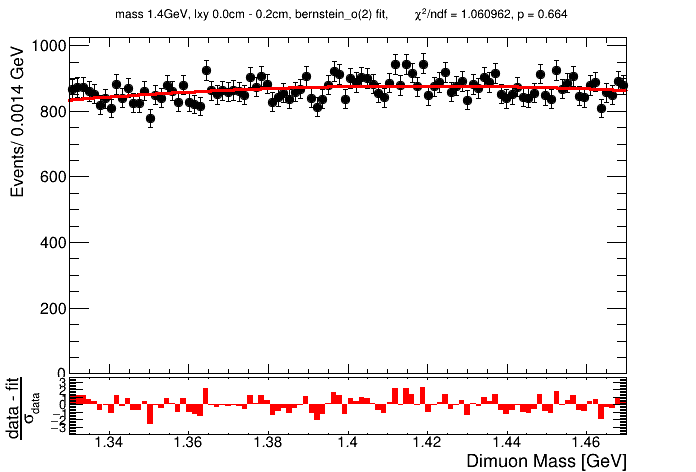 mass 1.4GeV, lxy 0.0cm - 0.2cm, bernstein_o(2) fit, χ²/ndf = 1.060962, p = 0.664
Events/ 0.0014 GeV
1000
800
600
400
200
0
data - fit
σdata
3
2
1
0
−1
−2
−3
1.34 1.36 1.38 1.4 1.42 1.44 1.46
Dimuon Mass [GeV]